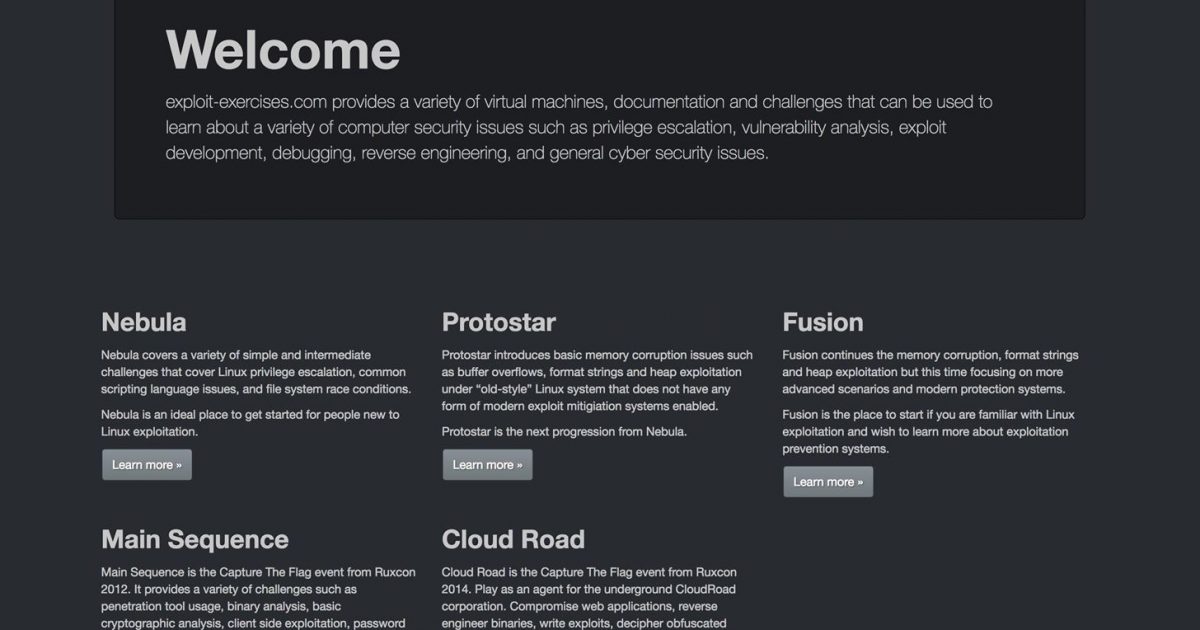 Welcome
exploit-exercises.com provides a variety of virtual machines, documentation and challenges that can be used to
learn about a variety of computer security issues such as privilege escalation, vulnerability analysis, exploit
development, debugging, reverse engineering, and general cyber security issues.
Nebula
Nebula covers a variety of simple and intermediate
challenges that cover Linux privilege escalation, common
scripting language issues, and file system race conditions.
Nebula is an ideal place to get started for people new to
Linux exploitation.
Learn more »
Protostar
Protostar introduces basic memory corruption issues such
as buffer overflows, format strings and heap exploitation
under “old-style” Linux system that does not have any
form of modern exploit mitigiation systems enabled.
Protostar is the next progression from Nebula.
Learn more »
Fusion
Fusion continues the memory corruption, format strings
and heap exploitation but this time focusing on more
advanced scenarios and modern protection systems.
Fusion is the place to start if you are familiar with Linux
exploitation and wish to learn more about exploitation
prevention systems.
Learn more »
Main Sequence
Main Sequence is the Capture The Flag event from Ruxcon
2012. It provides a variety of challenges such as
penetration tool usage, binary analysis, basic
cryptographic analysis, client side exploitation, password
Cloud Road
Cloud Road is the Capture The Flag event from Ruxcon
2014. Play as an agent for the underground CloudRoad
corporation. Compromise web applications, reverse
engineer binaries, write exploits, decipher obfuscated